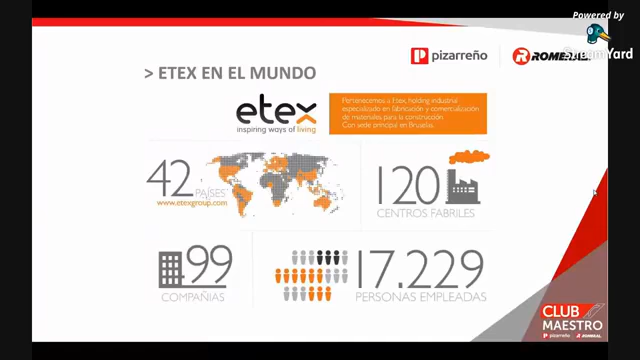 Powered by
StreamYard
pizarreño
ROMERAL
> ETEX EN EL MUNDO
etex
inspiring ways of living
Pertenecemos a Etex, holding industrial
especializado en fabricación y comercialización
de materiales para la construcción
Con sede principal en Bruselas
42
PAÍSES
www.etexgroup.com
120
CENTROS FABRILES
99
COMPAÑIAS
17.229
PERSONAS EMPLEADAS
CLUB
MAESTRO
pizarreño
ROMERAL